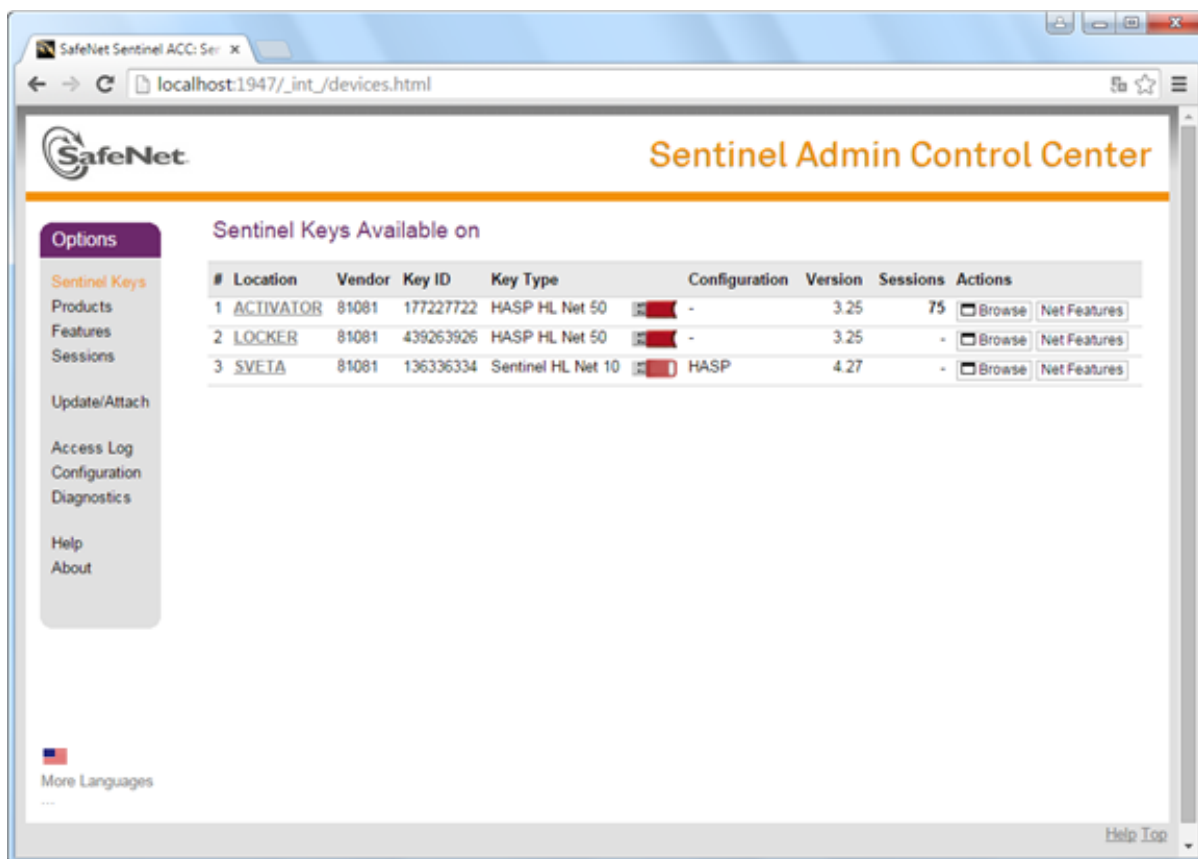 SafeNet Sentinel ACC: Ser
localhost:1947/_int_/devices.html
SafeNet.
Sentinel Admin Control Center
Options
Sentinel Keys
Products
Features
Sessions
Update/Attach
Access Log
Configuration
Diagnostics
Help
About
More Languages
...
Sentinel Keys Available on
# Location Vendor Key ID Key Type Configuration Version Sessions Actions
1 ACTIVATOR 81081 177227722 HASP HL Net 50 - 3.25 75 Browse Net Features
2 LOCKER 81081 439263926 HASP HL Net 50 - 3.25 - Browse Net Features
3 SVETA 81081 136336334 Sentinel HL Net 10 HASP 4.27 - Browse Net Features
Help Top